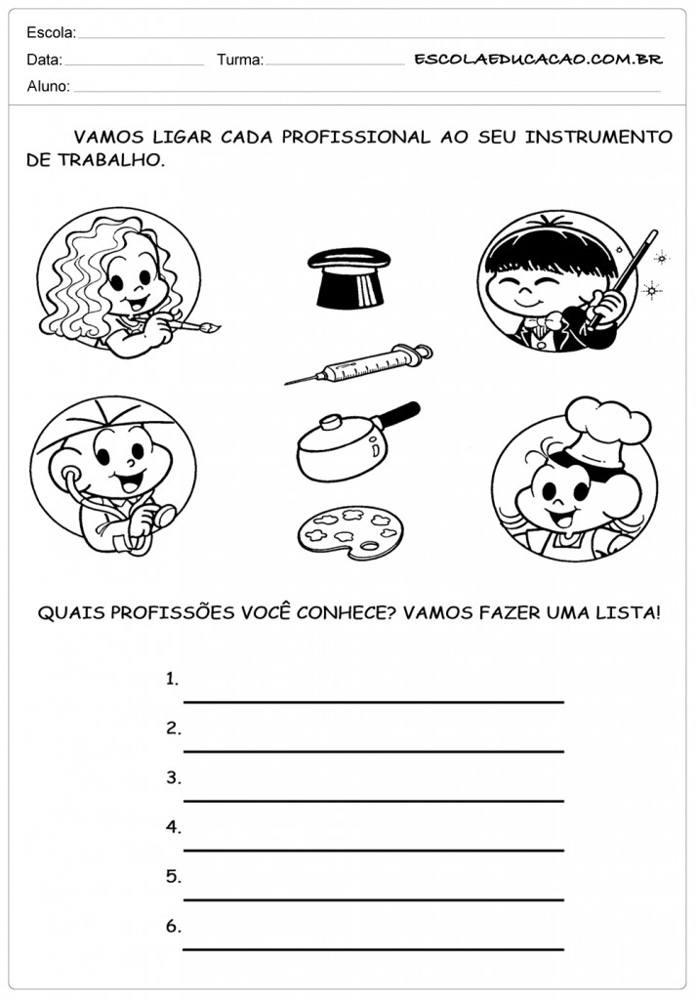 Escola:
Data: Turma: ESCOLAEDUCACAO.COM.BR
Aluno:
VAMOS LIGAR CADA PROFISSIONAL AO SEU INSTRUMENTO
DE TRABALHO.
QUAIS PROFISSÕES VOCÊ CONHECE? VAMOS FAZER UMA LISTA!
1.
2.
3.
4.
5.
6.